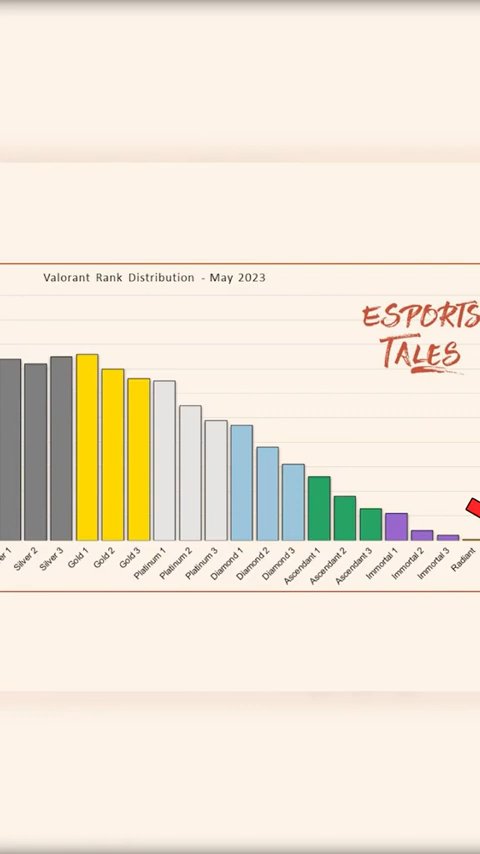 Valorant Rank Distribution - May 2023
ESPORTS
TALES
Silver 2
Silver 3
Gold 1
Gold 2
Gold 3
Platinum 1
Platinum 2
Platinum 3
Diamond 1
Diamond 2
Diamond 3
Ascendant 1
Ascendant 2
Ascendant 3
Immortal 1
Immortal 2
Immortal 3
Radiant